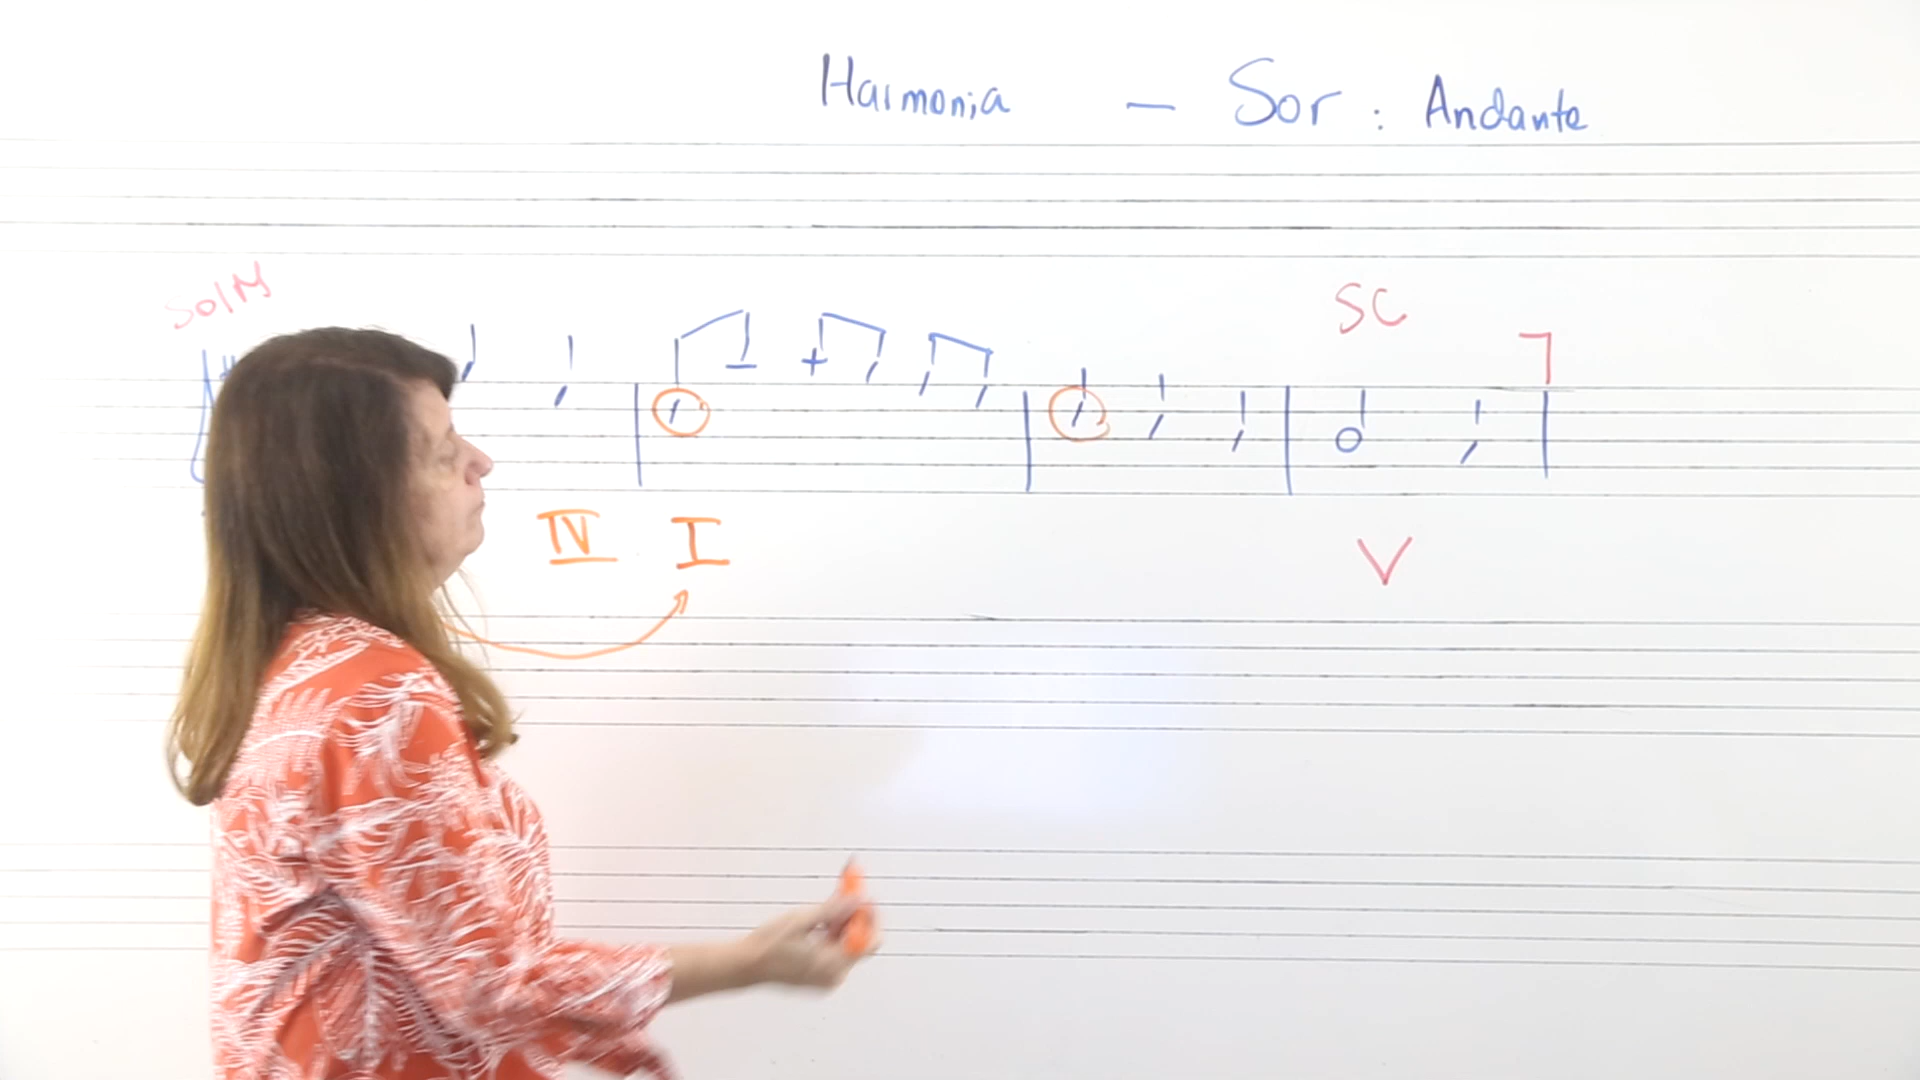 Harmonia – Sor : Andante
SolM
SC
IV I
V